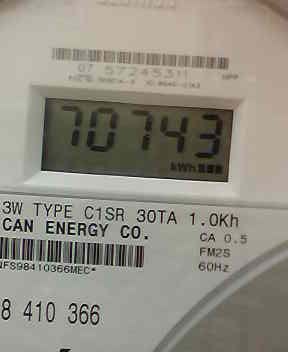 07 57245311
70743
kWh
3W TYPE C1SR 30TA 1.0Kh
CAN ENERGY CO.
CA 0.5
FM2S
NFS98410366MEC*
60Hz
8 410 366